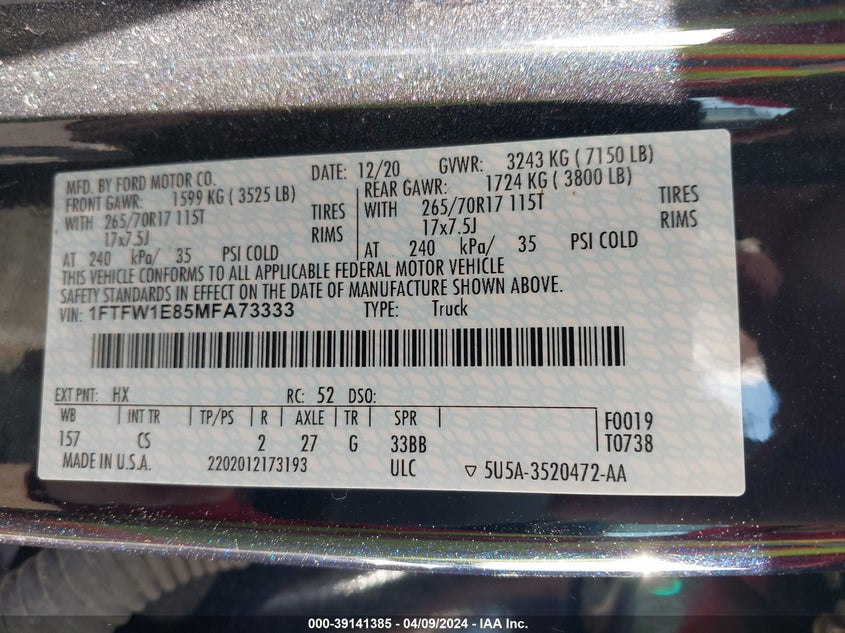 MFD. BY FORD MOTOR CO. DATE: 12/20 GVWR: 3243 KG ( 7150 LB)
FRONT GAWR: 1599 KG ( 3525 LB) REAR GAWR: 1724 KG ( 3800 LB)
WITH 265/70R17 115T TIRES WITH 265/70R17 115T TIRES
17x7.5J RIMS 17x7.5J RIMS
AT 240 kPa/ 35 PSI COLD AT 240 kPa/ 35 PSI COLD
THIS VEHICLE CONFORMS TO ALL APPLICABLE FEDERAL MOTOR VEHICLE
SAFETY STANDARDS IN EFFECT ON THE DATE OF MANUFACTURE SHOWN ABOVE.
VIN: 1FTFW1E85MFA73333 TYPE: Truck
EXT PNT: HX RC: 52 DSO:
WB INT TR TP/PS R AXLE TR SPR F0019
157 CS 2 27 G 33BB T0738
MADE IN U.S.A. 2202012173193 ULC ▽ 5U5A-3520472-AA
000-39141385 | 04/09/2024 | IAA Inc.